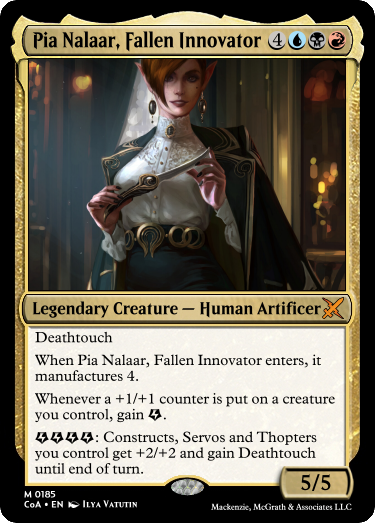 Pia Nalaar, Fallen Innovator 4
Legendary Creature — Human Artificer
Deathtouch
When Pia Nalaar, Fallen Innovator enters, it
manufactures 4.
Whenever a +1/+1 counter is put on a creature
you control, gain .
: Constructs, Servos and Thopters
you control get +2/+2 and gain Deathtouch
until end of turn.
5/5
M 0185
CoA • EN Ilya Vatutin
Mackenzie, McGrath & Associates LLC